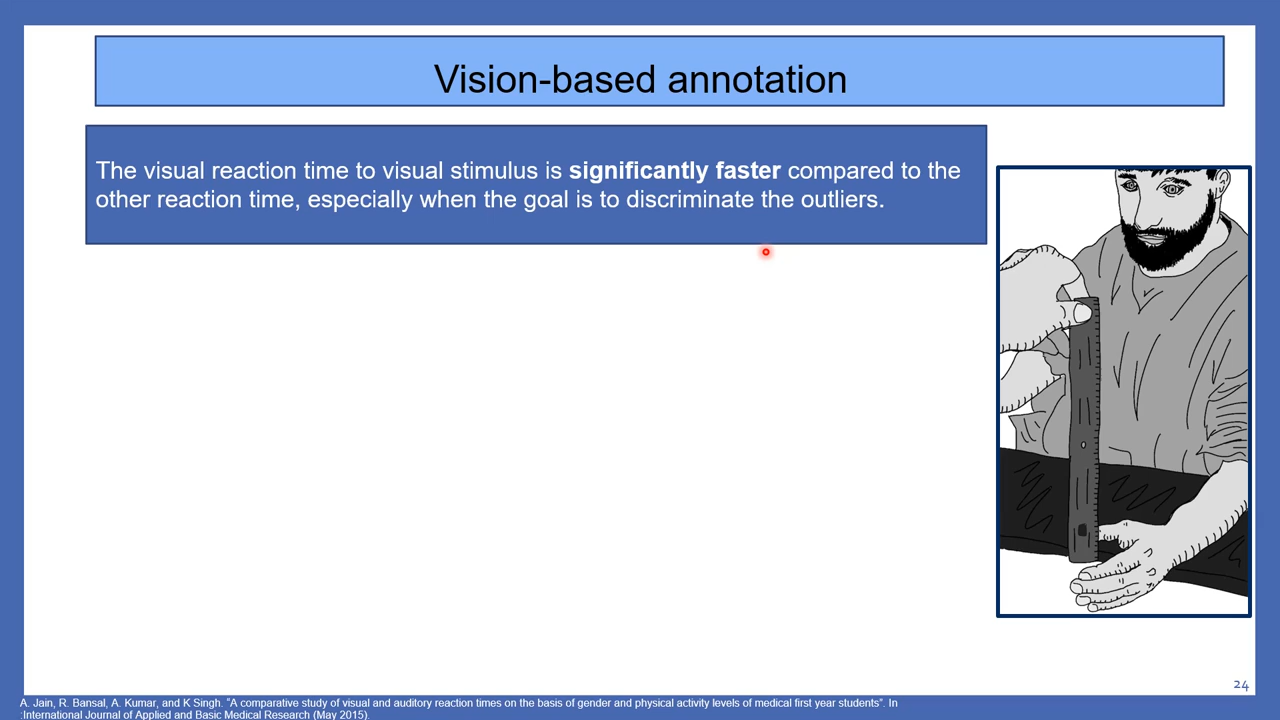 Vision-based annotation
The visual reaction time to visual stimulus is significantly faster compared to the
other reaction time, especially when the goal is to discriminate the outliers.
24
A. Jain, R. Bansal, A. Kumar, and K Singh. "A comparative study of visual and auditory reaction times on the basis of gender and physical activity levels of medical first year students". In
:International Journal of Applied and Basic Medical Research (May 2015).